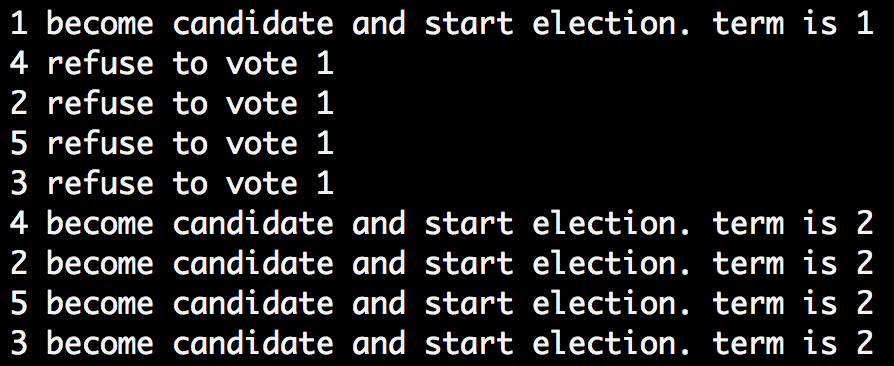 1 become candidate and start election. term is 1
4 refuse to vote 1
2 refuse to vote 1
5 refuse to vote 1
3 refuse to vote 1
4 become candidate and start election. term is 2
2 become candidate and start election. term is 2
5 become candidate and start election. term is 2
3 become candidate and start election. term is 2